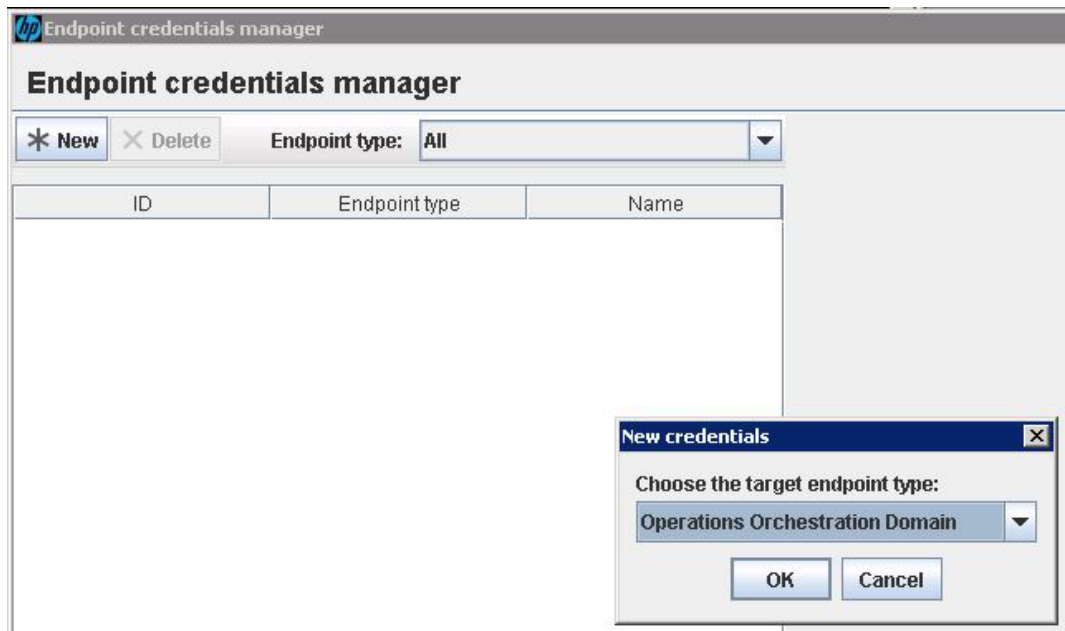 hp Endpoint credentials manager
Endpoint credentials manager
New Delete Endpoint type: All
ID Endpoint type Name
New credentials
Choose the target endpoint type:
Operations Orchestration Domain
OK Cancel